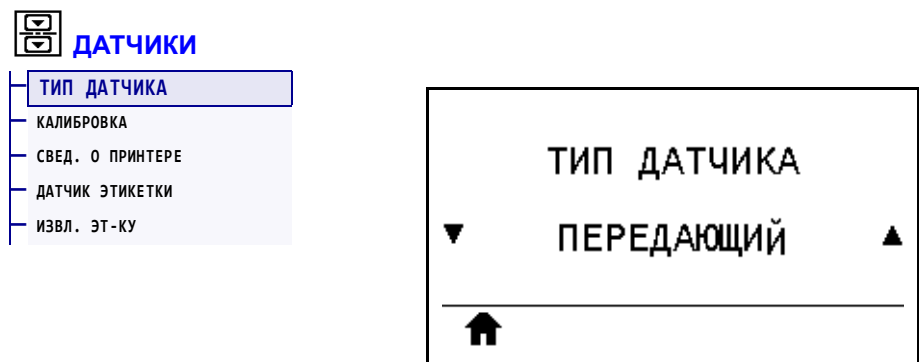 ДАТЧИКИ
ТИП ДАТЧИКА
КАЛИБРОВКА
СВЕД. О ПРИНТЕРЕ
ДАТЧИК ЭТИКЕТКИ
ИЗВЛ. ЭТ-КУ
ТИП ДАТЧИКА
▼ ПЕРЕДАЮЩИЙ ▲